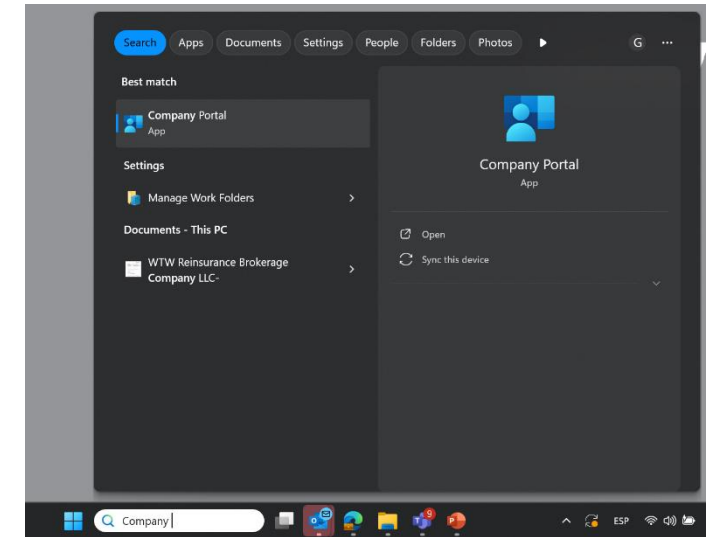 Search Apps Documents Settings People Folders Photos G ...
Best match
Company Portal
App
Settings
Manage Work Folders
Documents - This PC
WTW Reinsurance Brokerage
Company LLC-
Company Portal
App
Open
Sync this device
Company
9
ESP